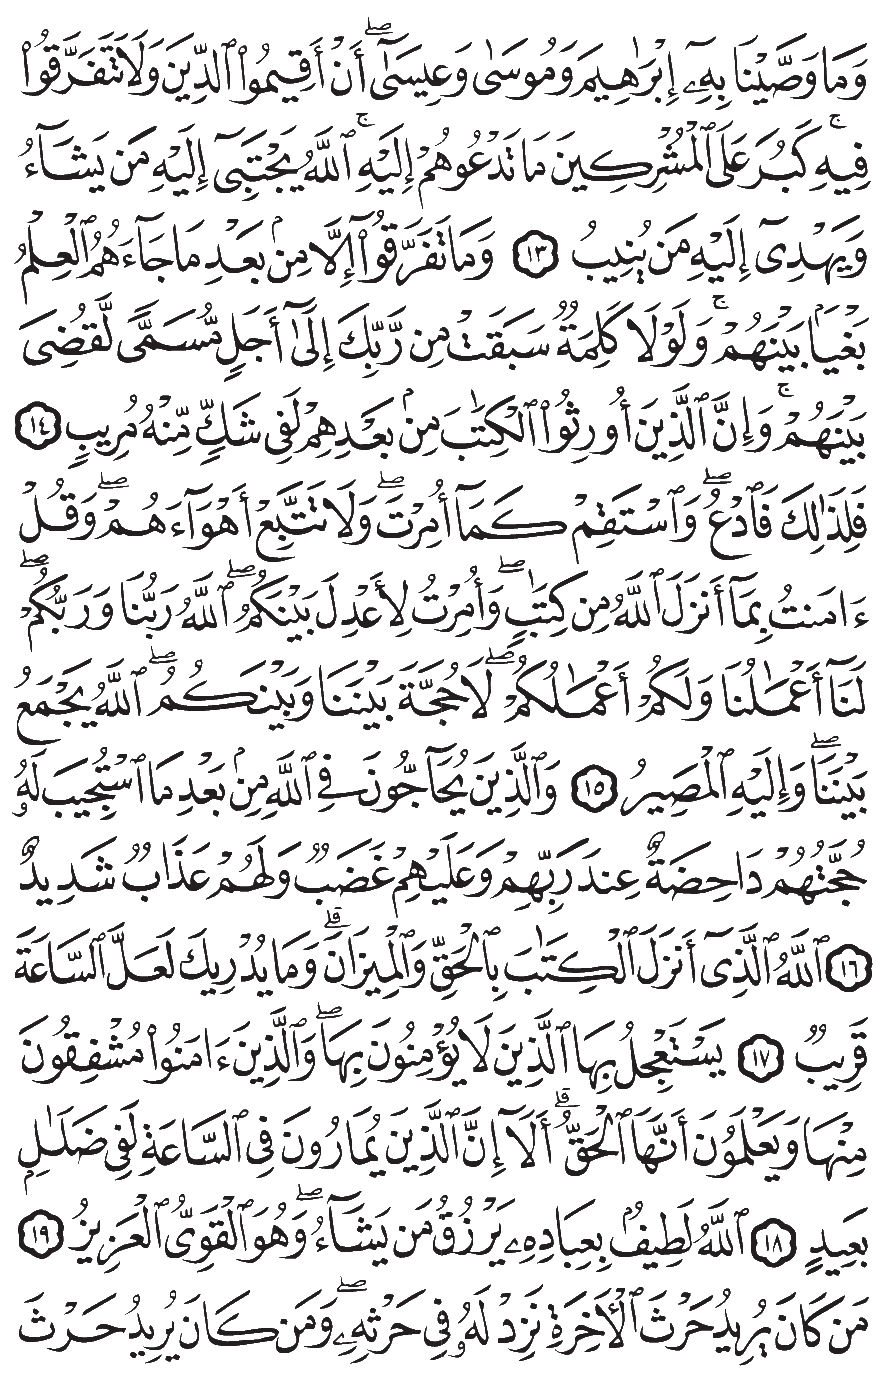 وَمَا وَصَّيْنَا بِهِۦٓ إِبْرَٰهِيمَ وَمُوسَىٰ وَعِيسَىٰٓ ۖ أَنْ أَقِيمُوا۟ ٱلدِّينَ وَلَا تَتَفَرَّقُوا۟
فِيهِ ۚ كَبُرَ عَلَى ٱلْمُشْرِكِينَ مَا تَدْعُوهُمْ إِلَيْهِ ۚ ٱللَّهُ يَجْتَبِىٓ إِلَيْهِ مَن يَشَآءُ
وَيَهْدِىٓ إِلَيْهِ مَن يُنِيبُ ١٣ وَمَا تَفَرَّقُوٓا۟ إِلَّا مِنۢ بَعْدِ مَا جَآءَهُمُ ٱلْعِلْمُ
بَغْيًۢا بَيْنَهُمْ ۚ وَلَوْلَا كَلِمَةٌ سَبَقَتْ مِن رَّبِّكَ إِلَىٰٓ أَجَلٍ مُّسَمًّى لَّقُضِىَ
بَيْنَهُمْ ۚ وَإِنَّ ٱلَّذِينَ أُورِثُوا۟ ٱلْكِتَٰبَ مِنۢ بَعْدِهِمْ لَفِى شَكٍّ مِّنْهُ مُرِيبٍ ١٤
فَلِذَٰلِكَ فَٱدْعُ ۖ وَٱسْتَقِمْ كَمَآ أُمِرْتَ ۖ وَلَا تَتَّبِعْ أَهْوَآءَهُمْ ۖ وَقُلْ
ءَامَنتُ بِمَآ أَنزَلَ ٱللَّهُ مِن كِتَٰبٍ ۖ وَأُمِرْتُ لِأَعْدِلَ بَيْنَكُمُ ۖ ٱللَّهُ رَبُّنَا وَرَبُّكُمْ ۖ
لَنَآ أَعْمَٰلُنَا وَلَكُمْ أَعْمَٰلُكُمْ ۖ لَا حُجَّةَ بَيْنَنَا وَبَيْنَكُمُ ۖ ٱللَّهُ يَجْمَعُ
بَيْنَنَا ۖ وَإِلَيْهِ ٱلْمَصِيرُ ١٥ وَٱلَّذِينَ يُحَآجُّونَ فِى ٱللَّهِ مِنۢ بَعْدِ مَا ٱسْتُجِيبَ لَهُۥ
حُجَّتُهُمْ دَاحِضَةٌ عِندَ رَبِّهِمْ وَعَلَيْهِمْ غَضَبٌ وَلَهُمْ عَذَابٌ شَدِيدٌ
١٦ ٱللَّهُ ٱلَّذِىٓ أَنزَلَ ٱلْكِتَٰبَ بِٱلْحَقِّ وَٱلْمِيزَانَ ۗ وَمَا يُدْرِيكَ لَعَلَّ ٱلسَّاعَةَ
قَرِيبٌ ١٧ يَسْتَعْجِلُ بِهَا ٱلَّذِينَ لَا يُؤْمِنُونَ بِهَا ۖ وَٱلَّذِينَ ءَامَنُوا۟ مُشْفِقُونَ
مِنْهَا وَيَعْلَمُونَ أَنَّهَا ٱلْحَقُّ ۗ أَلَآ إِنَّ ٱلَّذِينَ يُمَارُونَ فِى ٱلسَّاعَةِ لَفِى ضَلَٰلٍۭ
بَعِيدٍ ١٨ ٱللَّهُ لَطِيفٌۢ بِعِبَادِهِۦ يَرْزُقُ مَن يَشَآءُ ۖ وَهُوَ ٱلْقَوِىُّ ٱلْعَزِيزُ ١٩
مَن كَانَ يُرِيدُ حَرْثَ ٱلْءَاخِرَةِ نَزِدْ لَهُۥ فِى حَرْثِهِۦ ۖ وَمَن كَانَ يُرِيدُ حَرْثَ